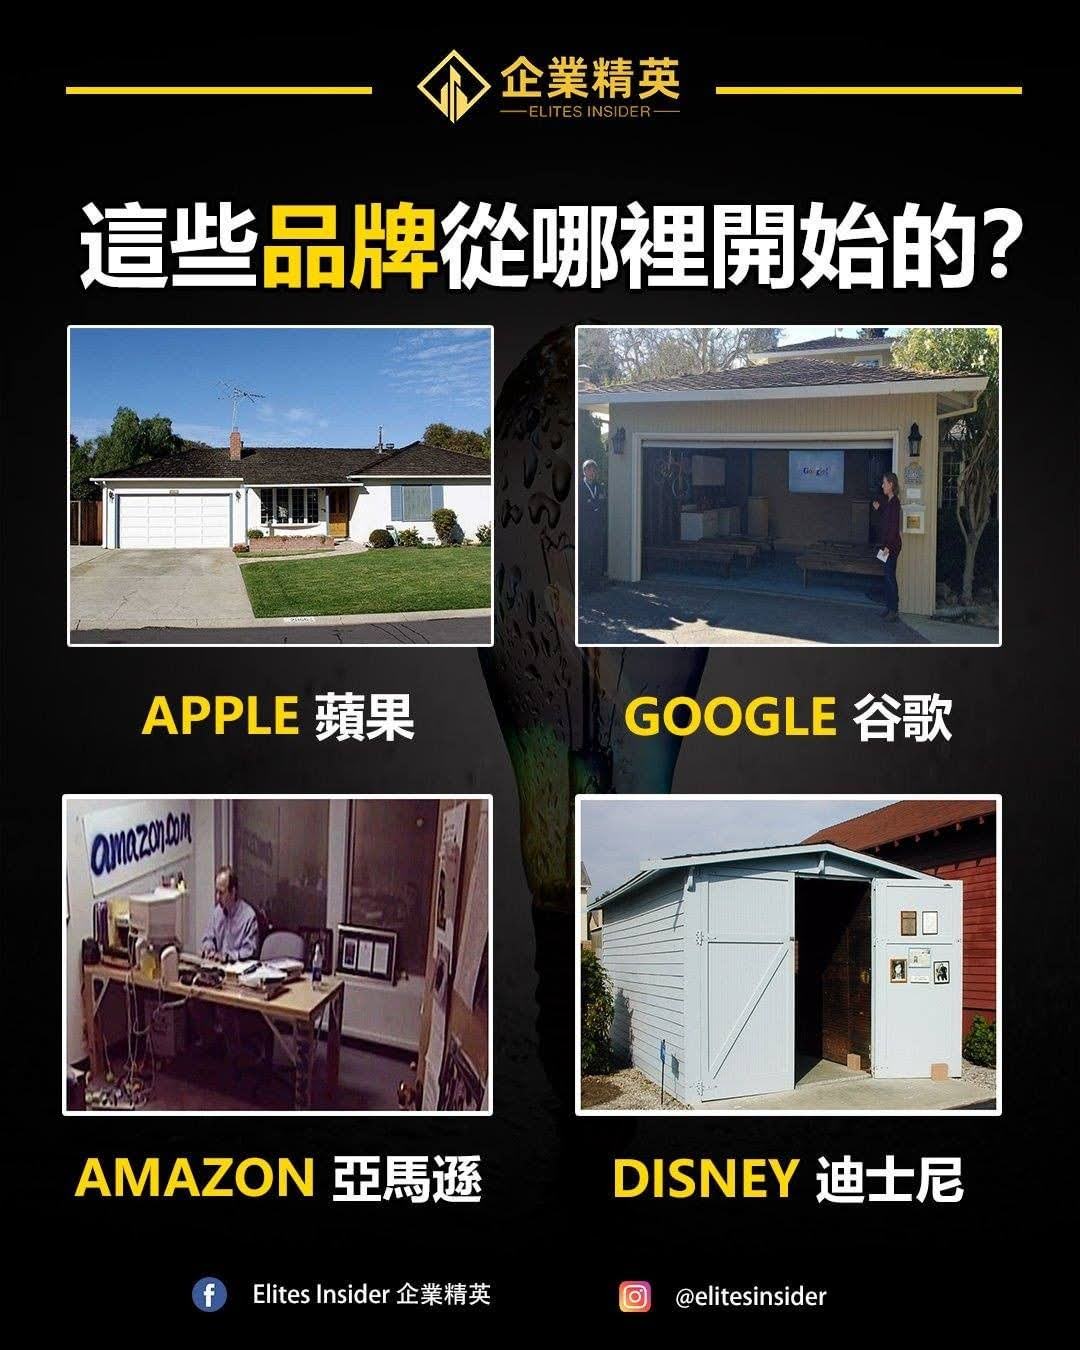 企業精英
ELITES INSIDER
這些品牌從哪裡開始的?
Google
APPLE 蘋果
GOOGLE 谷歌
amazon.com
AMAZON 亞馬遜
DISNEY 迪士尼
Elites Insider 企業精英
@elitesinsider